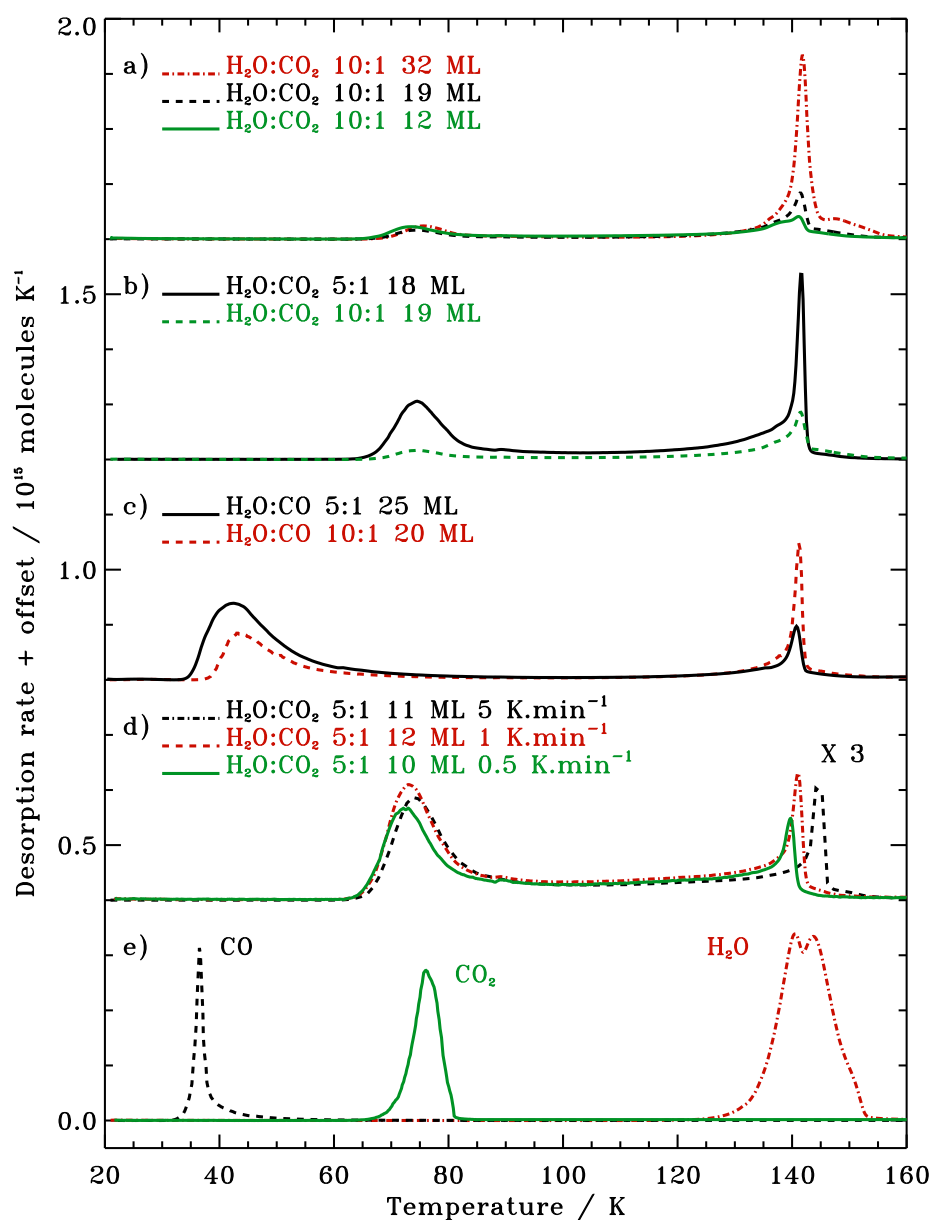 2.0
a) H₂O:CO₂ 10:1 32 ML
H₂O:CO₂ 10:1 19 ML
H₂O:CO₂ 10:1 12 ML
b) H₂O:CO₂ 5:1 18 ML
1.5
H₂O:CO₂ 10:1 19 ML
c) H₂O:CO 5:1 25 ML
H₂O:CO 10:1 20 ML
1.0
d) H₂O:CO₂ 5:1 11 ML 5 K.min⁻¹
H₂O:CO₂ 5:1 12 ML 1 K.min⁻¹
H₂O:CO₂ 5:1 10 ML 0.5 K.min⁻¹
X 3
0.5
e) CO
H₂O
CO₂
0.0
20 40 60 80 100 120 140 160
Temperature / K
Desorption rate + offset / 10¹⁵ molecules K⁻¹